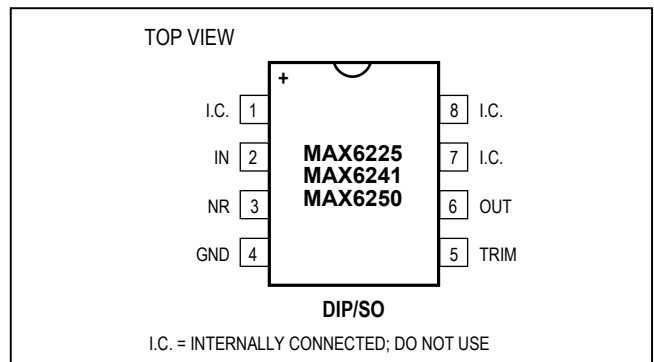 TOP VIEW
+
I.C. 1
8 I.C.
IN 2
MAX6225
7 I.C.
MAX6241
MAX6250
NR 3
6 OUT
GND 4
5 TRIM
DIP/SO
I.C. = INTERNALLY CONNECTED; DO NOT USE